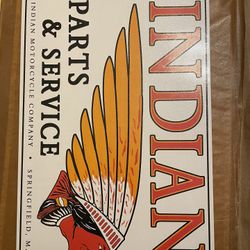 INDIAN
PARTS
& SERVICE
INDIAN MOTORCYCLE COMPANY • SPRINGFIELD, M